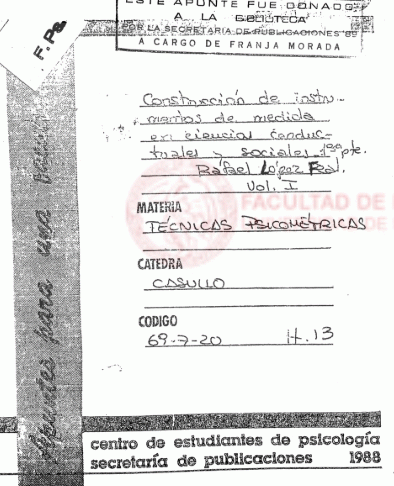 ESTE APUNTE FUE DONADO
A LA BIBLIOTECA
POR LA SECRETARIA DE PUBLICACIONES
A CARGO DE FRANJA MORADA
F.Ps.
Construcción de instru-
mentos de medida
en ciencias conduc-
tuales y sociales 1ra pte.
Rafael López Feal.
Vol. I
FACULTAD DE
DE
MATERIA
TÉCNICAS PSICOMÉTRICAS
CATEDRA
CASULLO
CODIGO
69-7-20 H.13
Apuntes para una
centro de estudiantes de psicología
secretaría de publicaciones 1988